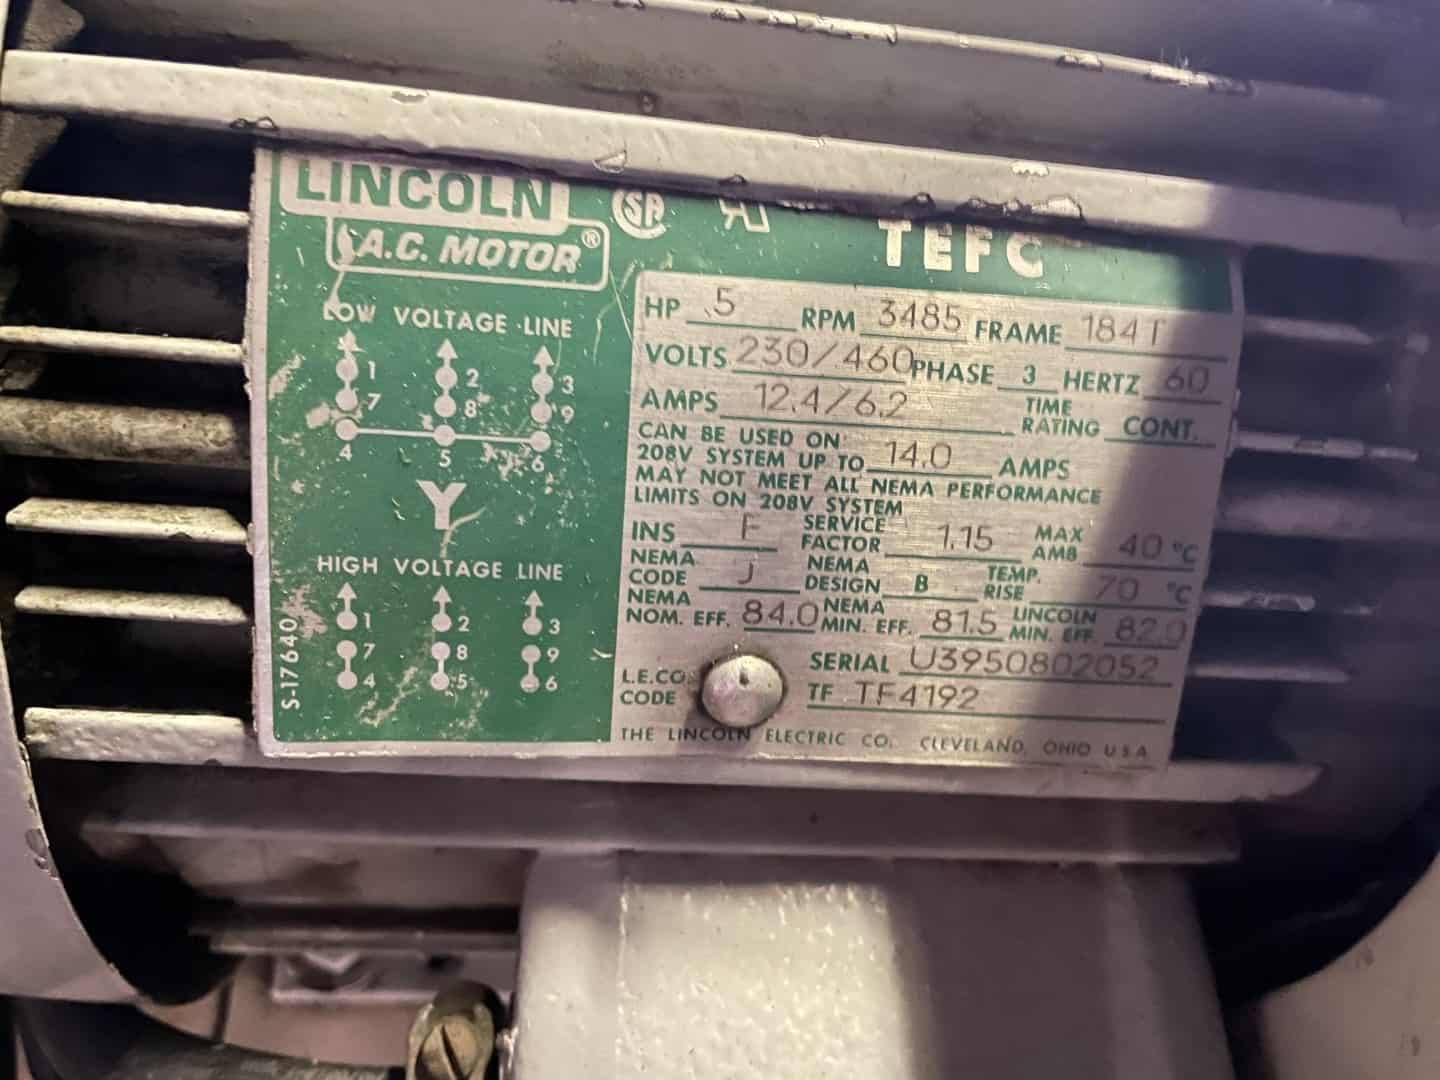 LINCOLN
A.C. MOTOR®
SA
TEFC
LOW VOLTAGE LINE
1 2 3
7 8 9
4 5 6
Y
HIGH VOLTAGE LINE
1 2 3
7 8 9
4 5 6
S-17640
HP 5 RPM 3485 FRAME 184T
VOLTS 230/460 PHASE 3 HERTZ 60
AMPS 12.4/6.2 TIME RATING CONT.
CAN BE USED ON
208V SYSTEM UP TO 14.0 AMPS
MAY NOT MEET ALL NEMA PERFORMANCE
LIMITS ON 208V SYSTEM
INS F SERVICE FACTOR 1.15 MAX AMB 40 °C
NEMA CODE J NEMA DESIGN B TEMP. RISE 70 °C
NEMA NOM. EFF. 84.0 NEMA MIN. EFF. 81.5 LINCOLN MIN. EFF. 82.0
L.E.CO. CODE
SERIAL U3950802052
TF TF4192
THE LINCOLN ELECTRIC CO. CLEVELAND, OHIO U.S.A.